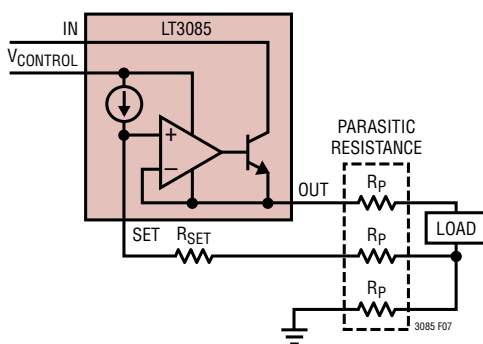 IN
LT3085
VCONTROL
+
–
PARASITIC
RESISTANCE
OUT
RP
LOAD
SET
RSET
RP
RP
3085 F07